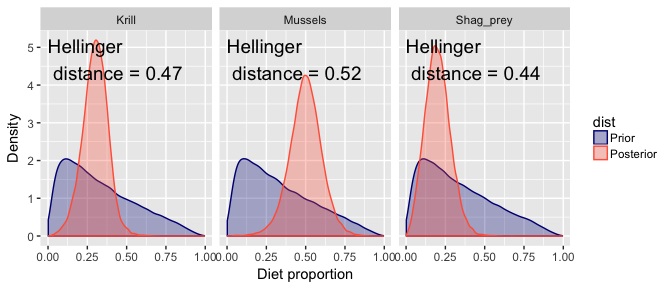 Krill
Mussels
Shag_prey
Hellinger
distance = 0.47
Hellinger
distance = 0.52
Hellinger
distance = 0.44
Density
5
4
3
2
1
0
0.00 0.25 0.50 0.75 1.00
0.00 0.25 0.50 0.75 1.00
0.00 0.25 0.50 0.75 1.00
Diet proportion
dist
Prior
Posterior